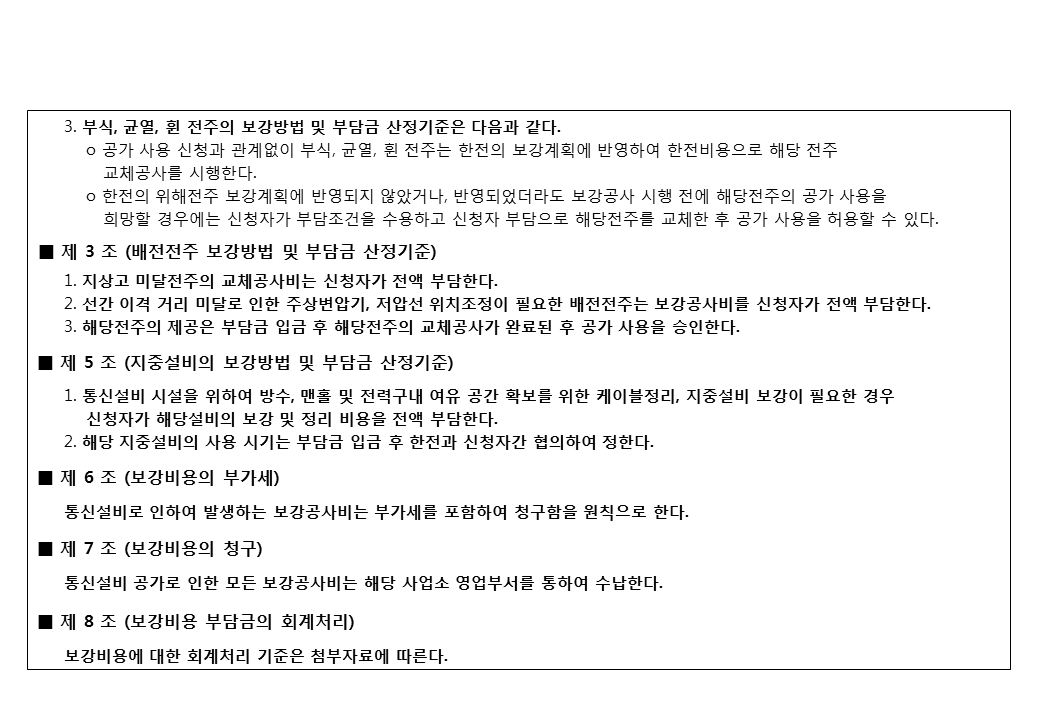 3. 부식, 균열, 휜 전주의 보강방법 및 부담금 산정기준은 다음과 같다.
ㅇ 공가 사용 신청과 관계없이 부식, 균열, 휜 전주는 한전의 보강계획에 반영하여 한전비용으로 해당 전주
교체공사를 시행한다.
ㅇ 한전의 위해전주 보강계획에 반영되지 않았거나, 반영되었더라도 보강공사 시행 전에 해당전주의 공가 사용을
희망할 경우에는 신청자가 부담조건을 수용하고 신청자 부담으로 해당전주를 교체한 후 공가 사용을 허용할 수 있다.
■ 제 3 조 (배전전주 보강방법 및 부담금 산정기준)
1. 지상고 미달전주의 교체공사비는 신청자가 전액 부담한다.
2. 선간 이격 거리 미달로 인한 주상변압기, 저압선 위치조정이 필요한 배전전주는 보강공사비를 신청자가 전액 부담한다.
3. 해당전주의 제공은 부담금 입금 후 해당전주의 교체공사가 완료된 후 공가 사용을 승인한다.
■ 제 5 조 (지중설비의 보강방법 및 부담금 산정기준)
1. 통신설비 시설을 위하여 방수, 맨홀 및 전력구내 여유 공간 확보를 위한 케이블정리, 지중설비 보강이 필요한 경우
신청자가 해당설비의 보강 및 정리 비용을 전액 부담한다.
2. 해당 지중설비의 사용 시기는 부담금 입금 후 한전과 신청자간 협의하여 정한다.
■ 제 6 조 (보강비용의 부가세)
통신설비로 인하여 발생하는 보강공사비는 부가세를 포함하여 청구함을 원칙으로 한다.
■ 제 7 조 (보강비용의 청구)
통신설비 공가로 인한 모든 보강공사비는 해당 사업소 영업부서를 통하여 수납한다.
■ 제 8 조 (보강비용 부담금의 회계처리)
보강비용에 대한 회계처리 기준은 첨부자료에 따른다.